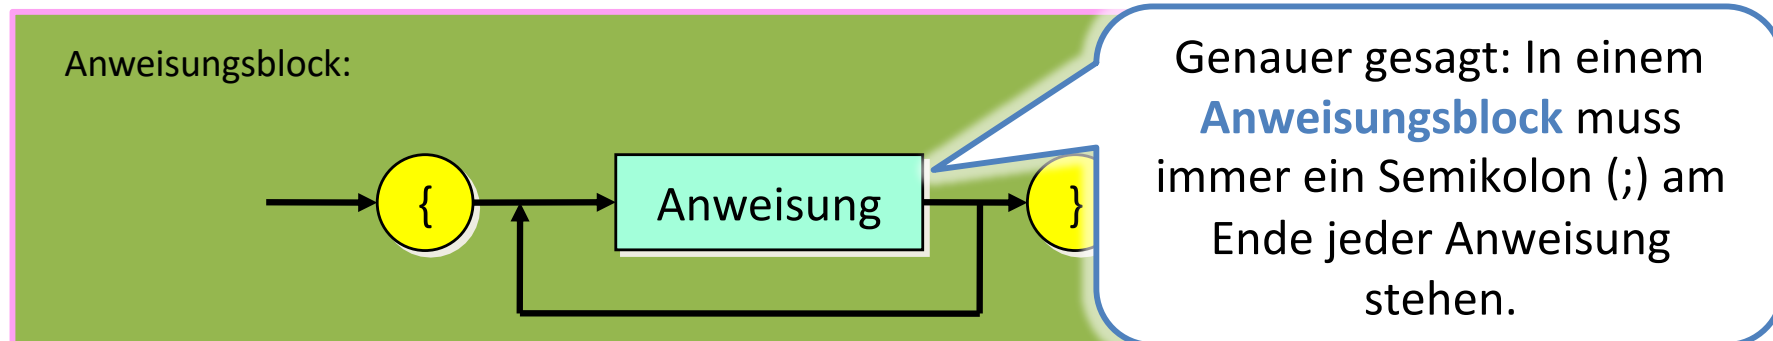 Anweisungsblock:
{
Anweisung
}
Genauer gesagt: In einem
Anweisungsblock muss
immer ein Semikolon (;) am
Ende jeder Anweisung
stehen.